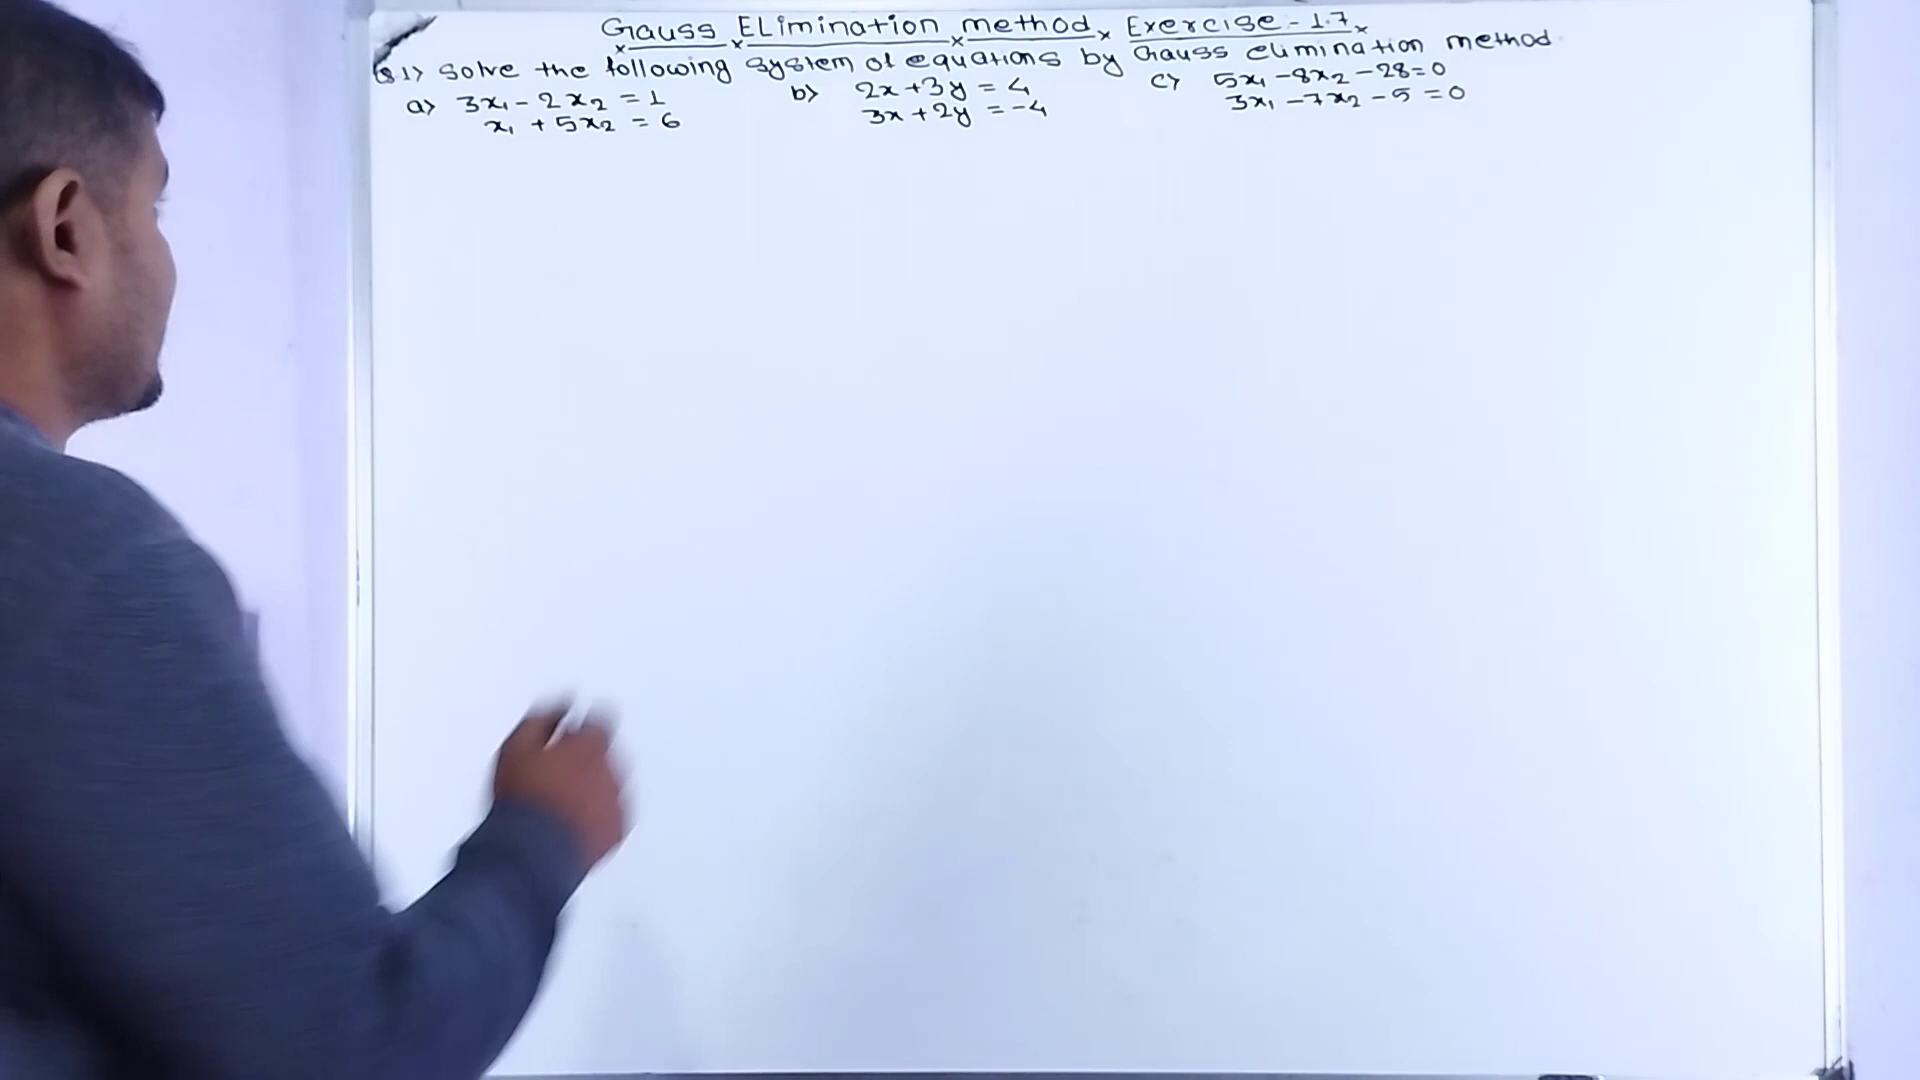 Gauss ELimination method Exercise - 1.7
Q.1> Solve the following system of equations by Gauss elimination method.
a> 3x₁ - 2x₂ = 1 b> 2x + 3y = 4 c> 5x₁ - 8x₂ - 28 = 0
x₁ + 5x₂ = 6 3x + 2y = -4 3x₁ - 7x₂ - 5 = 0